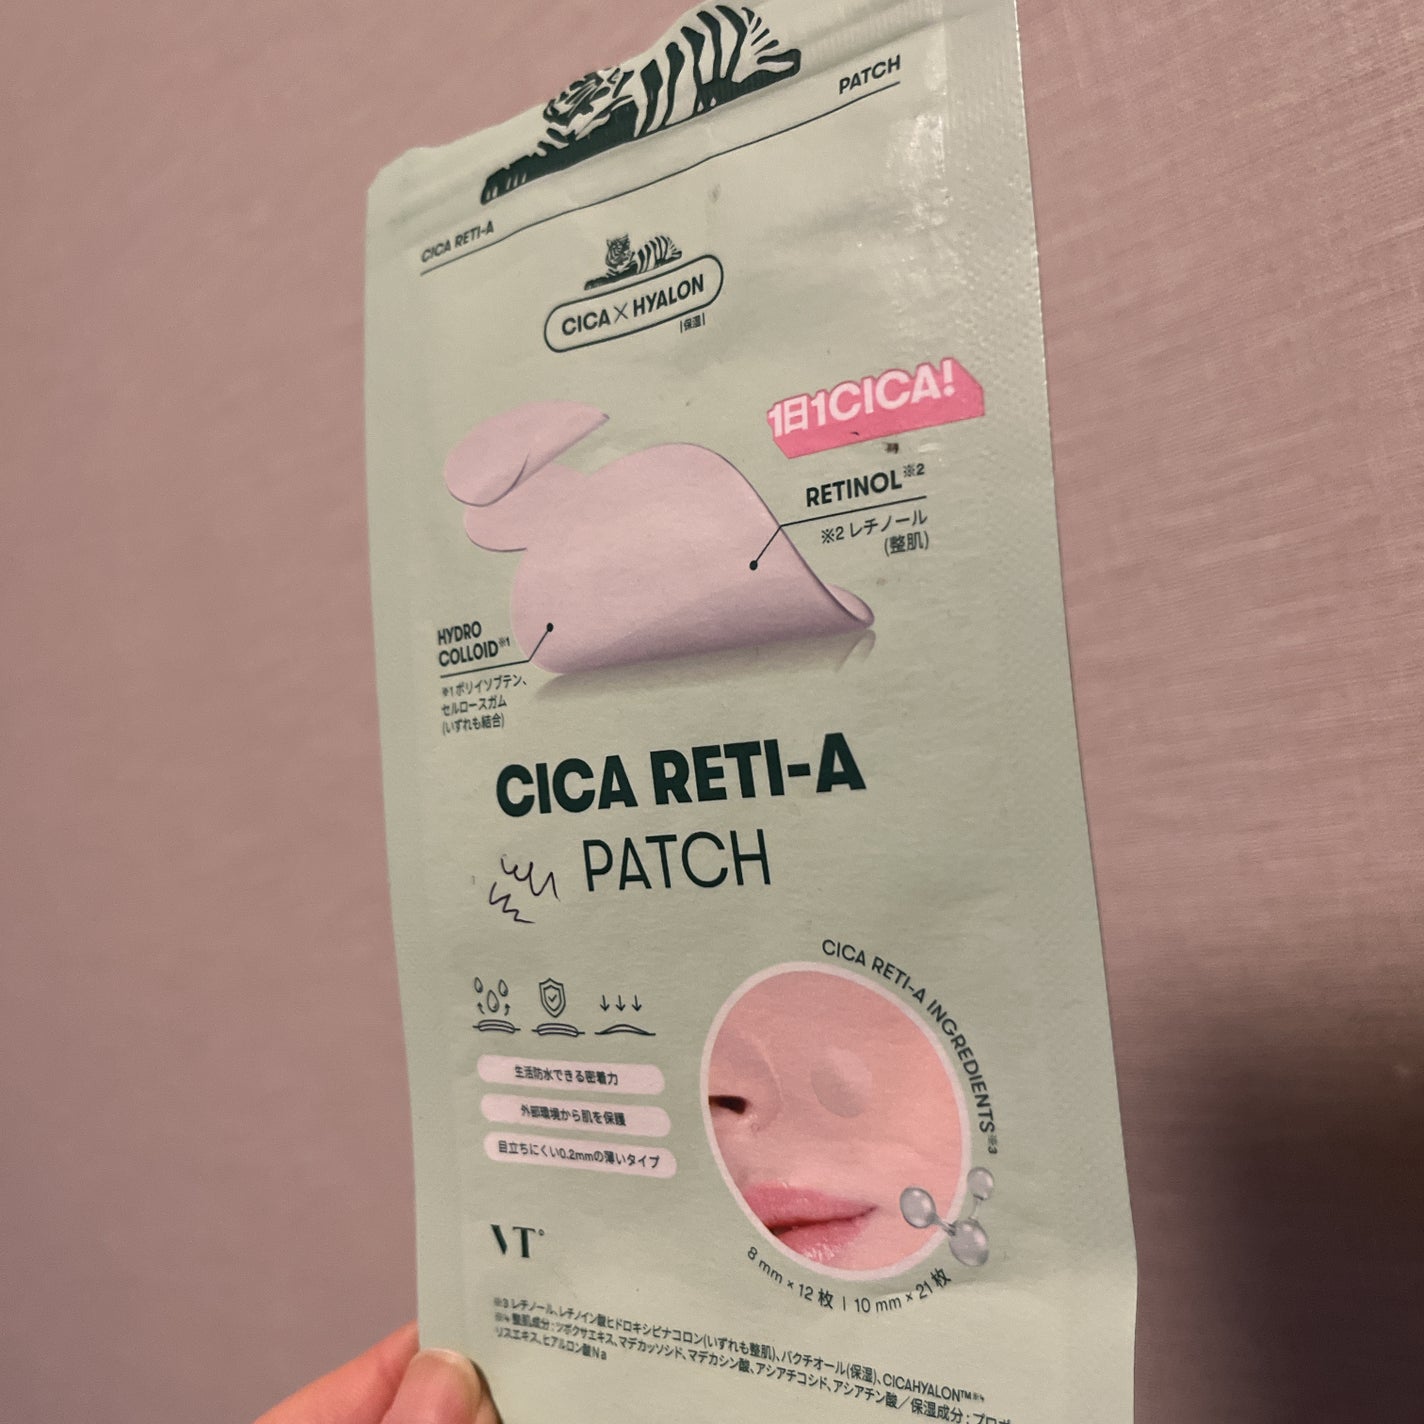 PATCH
CICA RETI-A
CICA×HYALON
|保湿|
1日1CICA!
RETINOL※2
※2 レチノール
(整肌)
HYDRO
COLLOID※1
※1 ポリイソブテン、
セルロースガム
(いずれも結合)
CICA RETI-A
PATCH
CICA RETI-A INGREDIENTS※3
生活防水できる密着力
外部環境から肌を保護
目立ちにくい0.2mmの薄いタイプ
8 mm × 12 枚 | 10 mm × 21 枚
VT
※3 レチノール、レチノイン酸ヒドロキシピナコロン(いずれも整肌)、バクチオール(保湿)、CICAHYALON™※4
※4 整肌成分:ツボクサエキス、マデカッソシド、マデカシン酸、アシアチコシド、アシアチン酸／保湿成分:プロポ
リスエキス、ヒアルロン酸Na